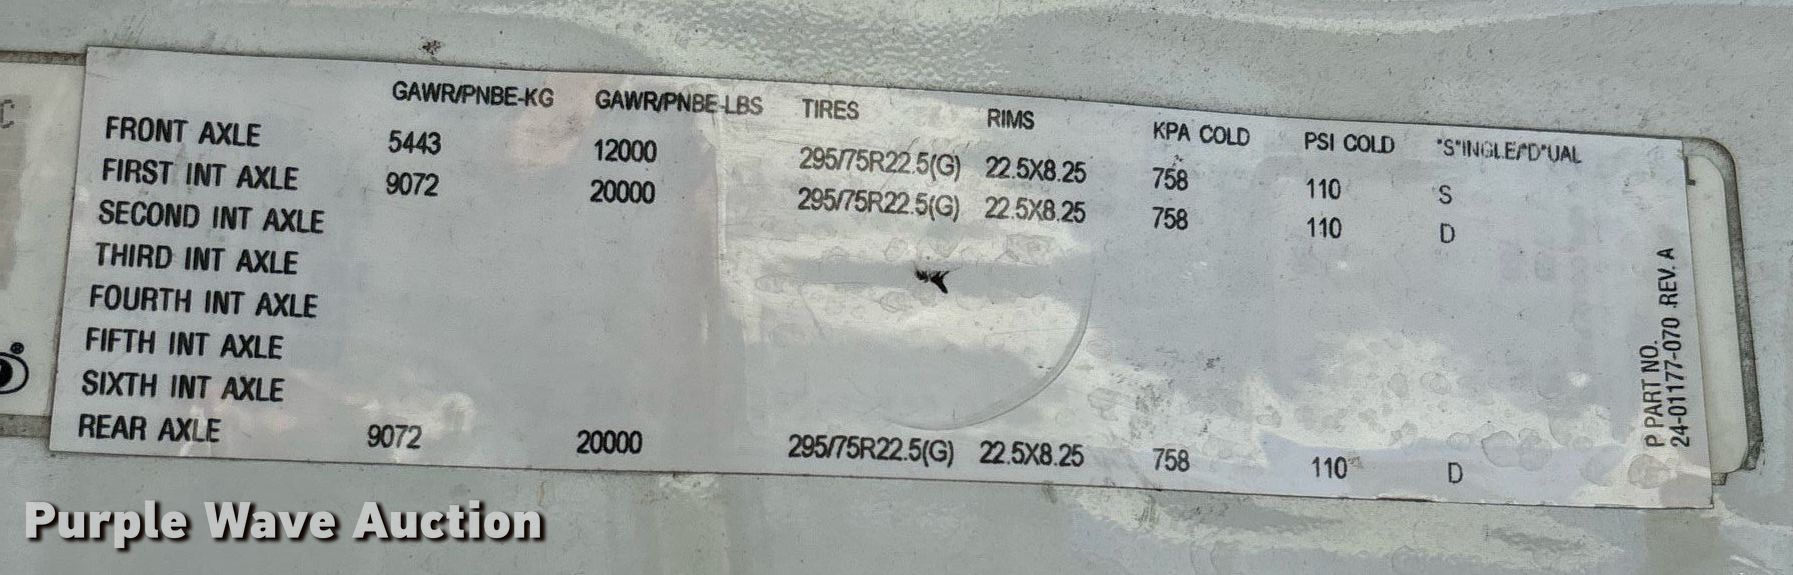 GAWR/PNBE-KG GAWR/PNBE-LBS TIRES RIMS KPA COLD PSI COLD "S"INGLE/"D"UAL
FRONT AXLE 5443 12000 295/75R22.5(G) 22.5X8.25 758 110 S
FIRST INT AXLE 9072 20000 295/75R22.5(G) 22.5X8.25 758 110 D
SECOND INT AXLE
THIRD INT AXLE
FOURTH INT AXLE
FIFTH INT AXLE
SIXTH INT AXLE
REAR AXLE 9072 20000 295/75R22.5(G) 22.5X8.25 758 110 D
P PART NO.
24-01177-070 .REV. A
C
Purple Wave Auction